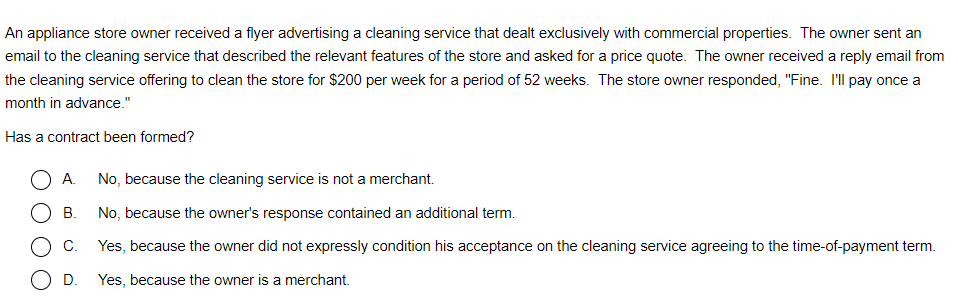 An appliance store owner received a flyer advertising a cleaning service that dealt exclusively with commercial properties.  The owner sent an
email to the cleaning service that described the relevant features of the store and asked for a price quote.  The owner received a reply email from
the cleaning service offering to clean the store for $200 per week for a period of 52 weeks.  The store owner responded, "Fine.  I'll pay once a
month in advance."
Has a contract been formed?
A. No, because the cleaning service is not a merchant.
B. No, because the owner's response contained an additional term.
C. Yes, because the owner did not expressly condition his acceptance on the cleaning service agreeing to the time-of-payment term.
D. Yes, because the owner is a merchant.